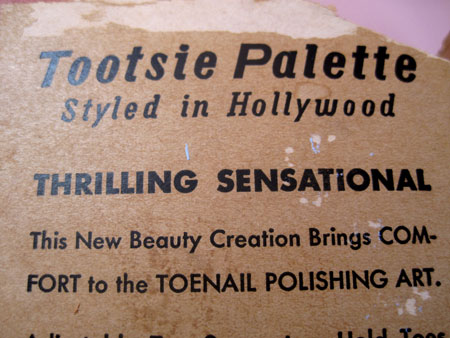 Tootsie Palette
Styled in Hollywood
THRILLING SENSATIONAL
This New Beauty Creation Brings COM-
FORT to the TOENAIL POLISHING ART.